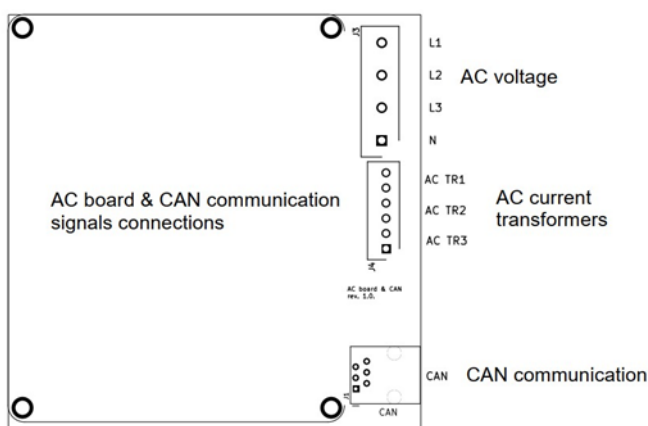 J3
L1
L2
AC voltage
L3
N
AC TR1
AC board & CAN communication
signals connections
AC TR2
AC current
transformers
AC TR3
J4
AC board & CAN
rev. 1.0.
CAN
CAN communication
J1
CAN